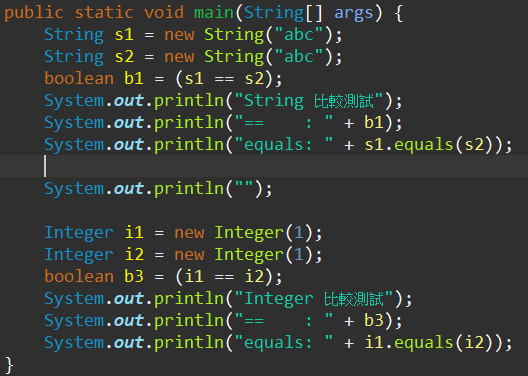 public static void main(String[] args) {
    String s1 = new String("abc");
    String s2 = new String("abc");
    boolean b1 = (s1 == s2);
    System.out.println("String 比較測試");
    System.out.println("==    : " + b1);
    System.out.println("equals: " + s1.equals(s2));
    System.out.println("");
    Integer i1 = new Integer(1);
    Integer i2 = new Integer(1);
    boolean b3 = (i1 == i2);
    System.out.println("Integer 比較測試");
    System.out.println("==    : " + b3);
    System.out.println("equals: " + i1.equals(i2));
}